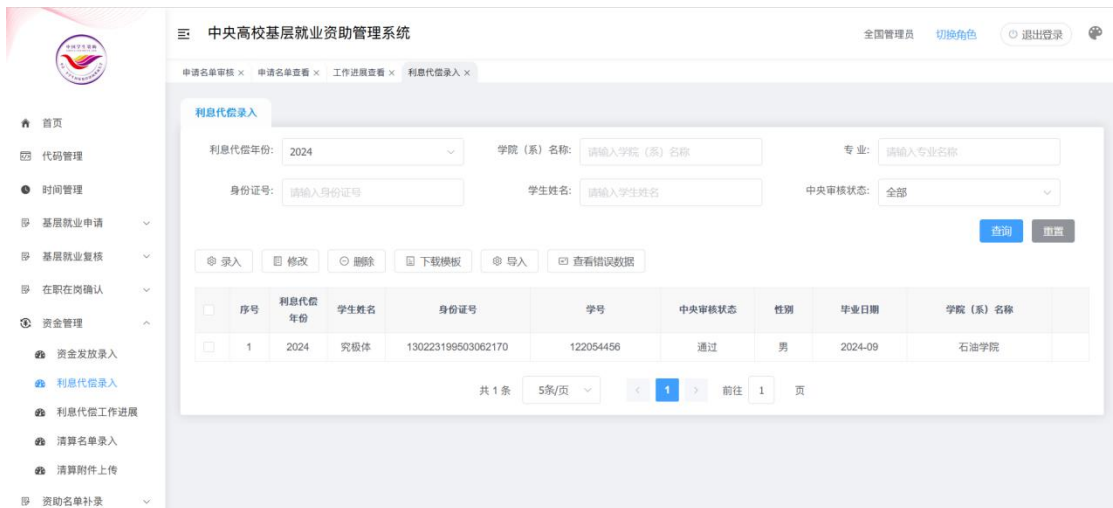 中央高校基层就业资助管理系统
全国管理员 切换角色 退出登录
申请名单审核 × 申请名单查看 × 工作进展查看 × 利息代偿录入 ×
首页
代码管理
时间管理
基层就业申请
基层就业复核
在职在岗确认
资金管理
资金发放录入
利息代偿录入
利息代偿工作进展
清算名单录入
清算附件上传
资助名单补录
利息代偿录入
利息代偿年份: 2024 学院（系）名称: 请输入学院（系）名称 专 业: 请输入专业名称
身份证号: 请输入身份证号 学生姓名: 请输入学生姓名 中央审核状态: 全部
查询 重置
录入 修改 删除 下载模板 导入 查看错误数据
序号 利息代偿年份 学生姓名 身份证号 学号 中央审核状态 性别 毕业日期 学院（系）名称
1 2024 究极体 130223199503062170 122054456 通过 男 2024-09 石油学院
共 1 条 5条/页 < 1 > 前往 1 页